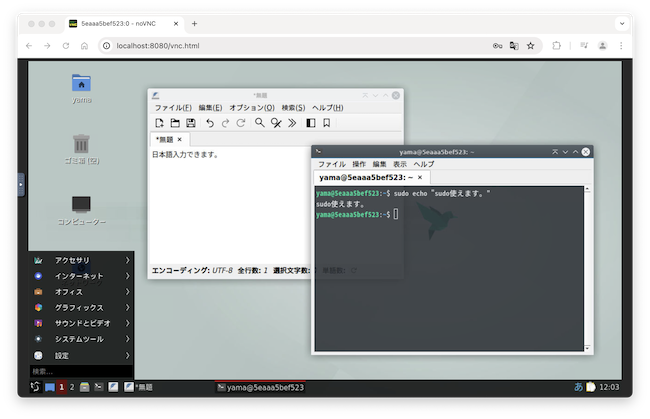 5eaaa5bef523:0 - noVNC
localhost:8080/vnc.html
yama
ゴミ箱 (空)
コンピューター
*無題
ファイル(F) 編集(E) オプション(O) 検索(S) ヘルプ(H)
*無題
日本語入力できます。
エンコーディング: UTF-8 全行数: 1 選択文字数:
yama@5eaaa5bef523: ~
ファイル 操作 編集 表示 ヘルプ
yama@5eaaa5bef523: ~
yama@5eaaa5bef523:~$ sudo echo "sudo使えます。"
sudo使えます。
yama@5eaaa5bef523:~$
アクセサリ
インターネット
オフィス
グラフィックス
サウンドとビデオ
システムツール
設定
検索...
1 2 *無題 yama@5eaaa5bef523 あ 12:03